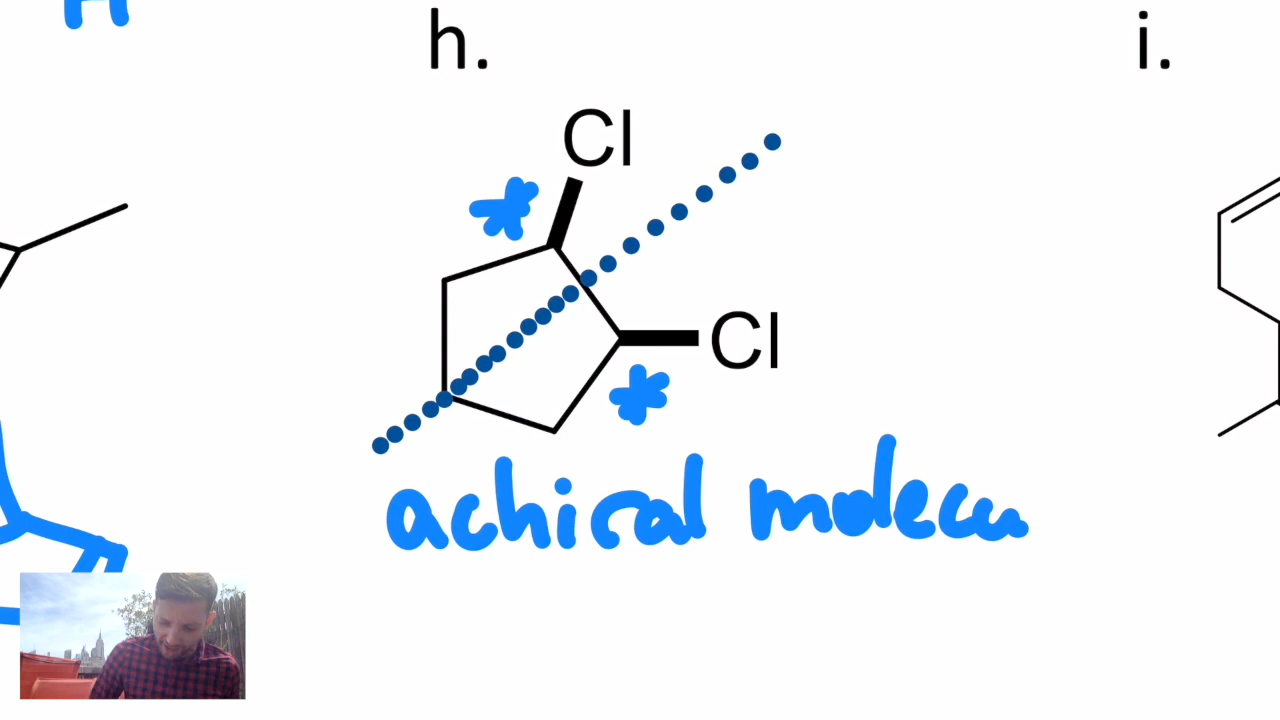 H
h.
i.
Cl
*
Cl
*
achiral molecu